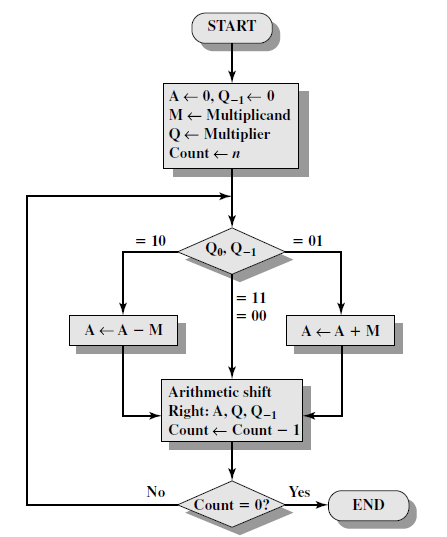 START
A ← 0, Q₋₁ ← 0
M ← Multiplicand
Q ← Multiplier
Count ← n
= 10
Q₀, Q₋₁
= 01
= 11
= 00
A ← A − M
A ← A + M
Arithmetic shift
Right: A, Q, Q₋₁
Count ← Count − 1
No
Count = 0?
Yes
END